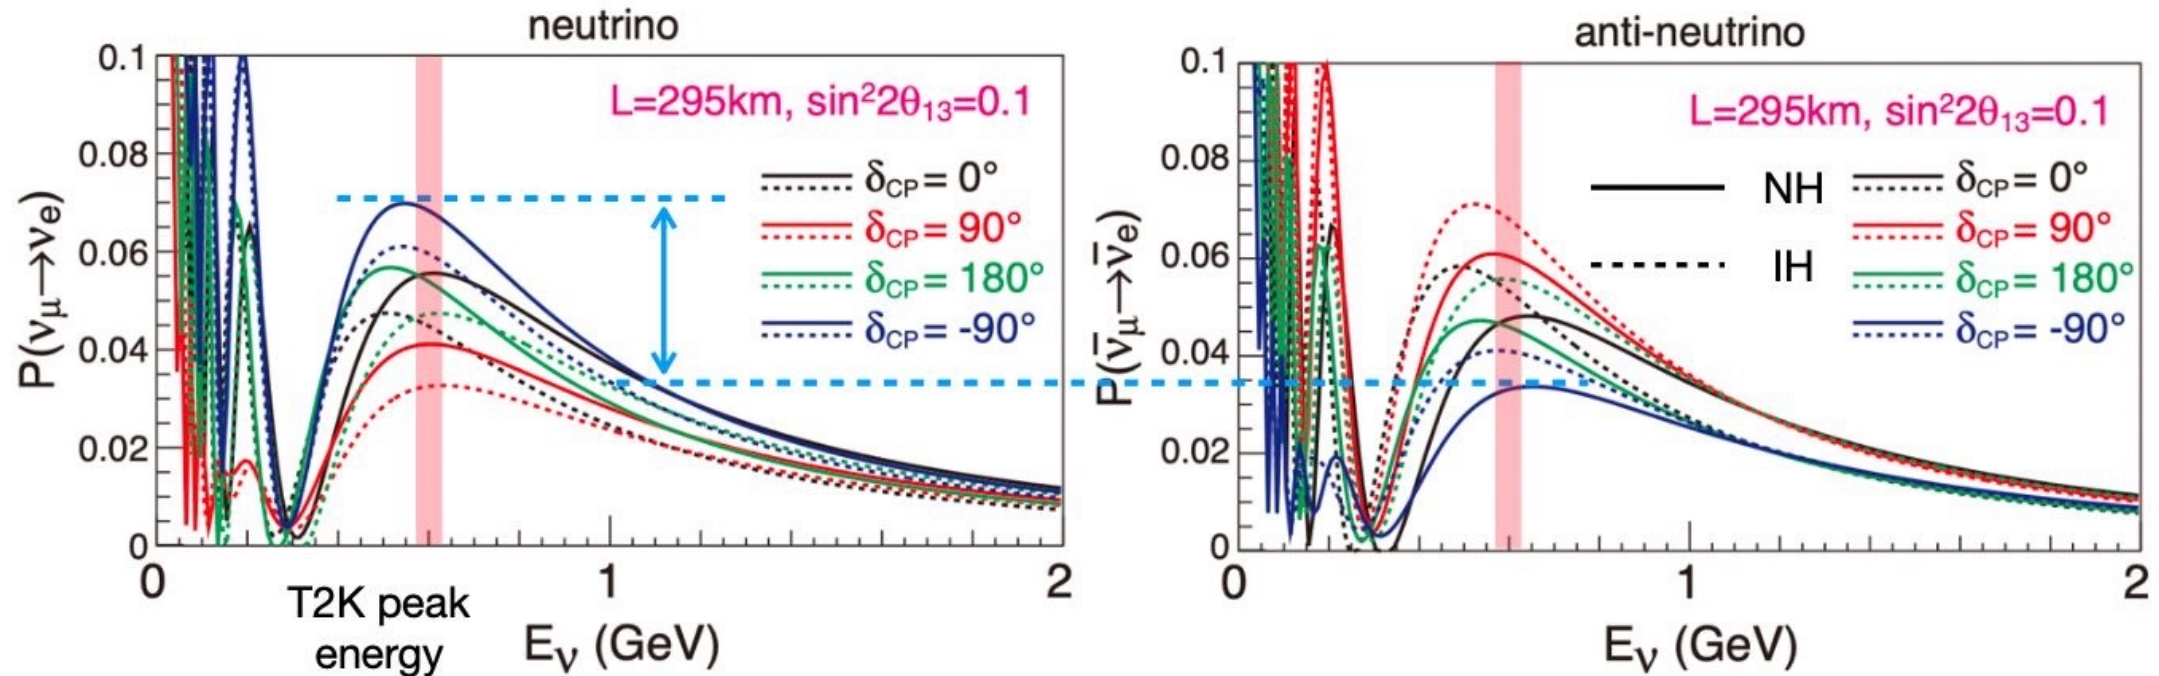 neutrino
0.1
0.08
0.06
0.04
0.02
0
P(νμ→νe)
L=295km, sin²2θ₁₃=0.1
δCP = 0°
δCP = 90°
δCP = 180°
δCP = -90°
0 1 2
T2K peak
energy
Eν (GeV)
anti-neutrino
0.1
0.08
0.06
0.04
0.02
0
P(ν̄μ→ν̄e)
L=295km, sin²2θ₁₃=0.1
NH
IH
δCP = 0°
δCP = 90°
δCP = 180°
δCP = -90°
0 1 2
Eν (GeV)